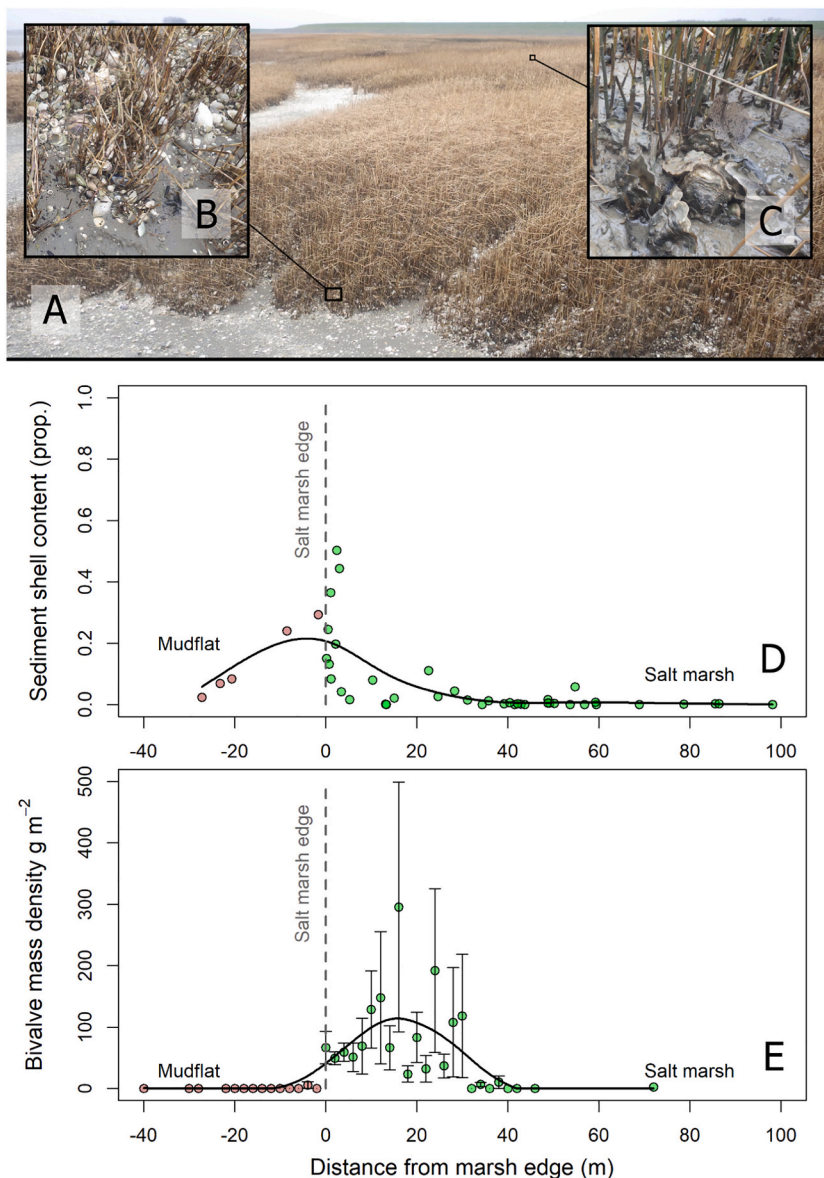 B
C
A
Sediment shell content (prop.)
1.0
0.8
0.6
0.4
0.2
0.0
Salt marsh edge
Mudflat
Salt marsh
D
-40
-20
0
20
40
60
80
100
Bivalve mass density g m⁻²
500
400
300
200
100
0
Salt marsh edge
Mudflat
Salt marsh
E
-40
-20
0
20
40
60
80
100
Distance from marsh edge (m)